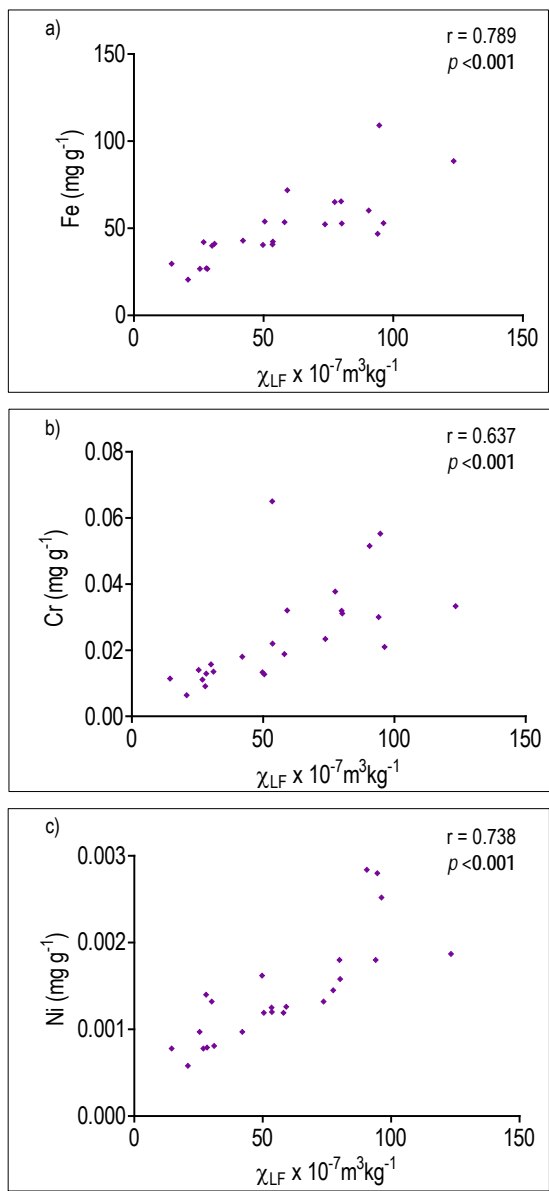 a)
r = 0.789
p <0.001
150
100
50
0
Fe (mg g⁻¹)
0 50 100 150
χLF x 10⁻⁷m³kg⁻¹
b)
r = 0.637
p <0.001
0.08
0.06
0.04
0.02
0.00
Cr (mg g⁻¹)
0 50 100 150
χLF x 10⁻⁷m³kg⁻¹
c)
r = 0.738
p <0.001
0.003
0.002
0.001
0.000
Ni (mg g⁻¹)
0 50 100 150
χLF x 10⁻⁷m³kg⁻¹